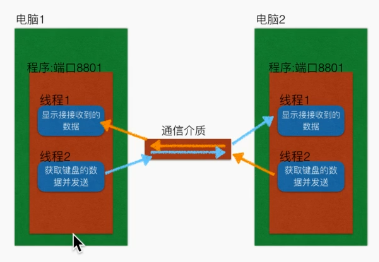 电脑1
电脑2
程序:端口8801
程序:端口8801
线程1
显示接接收到的
数据
线程1
显示接接收到的
数据
通信介质
线程2
获取键盘的数
据并发送
线程2
获取键盘的数
据并发送